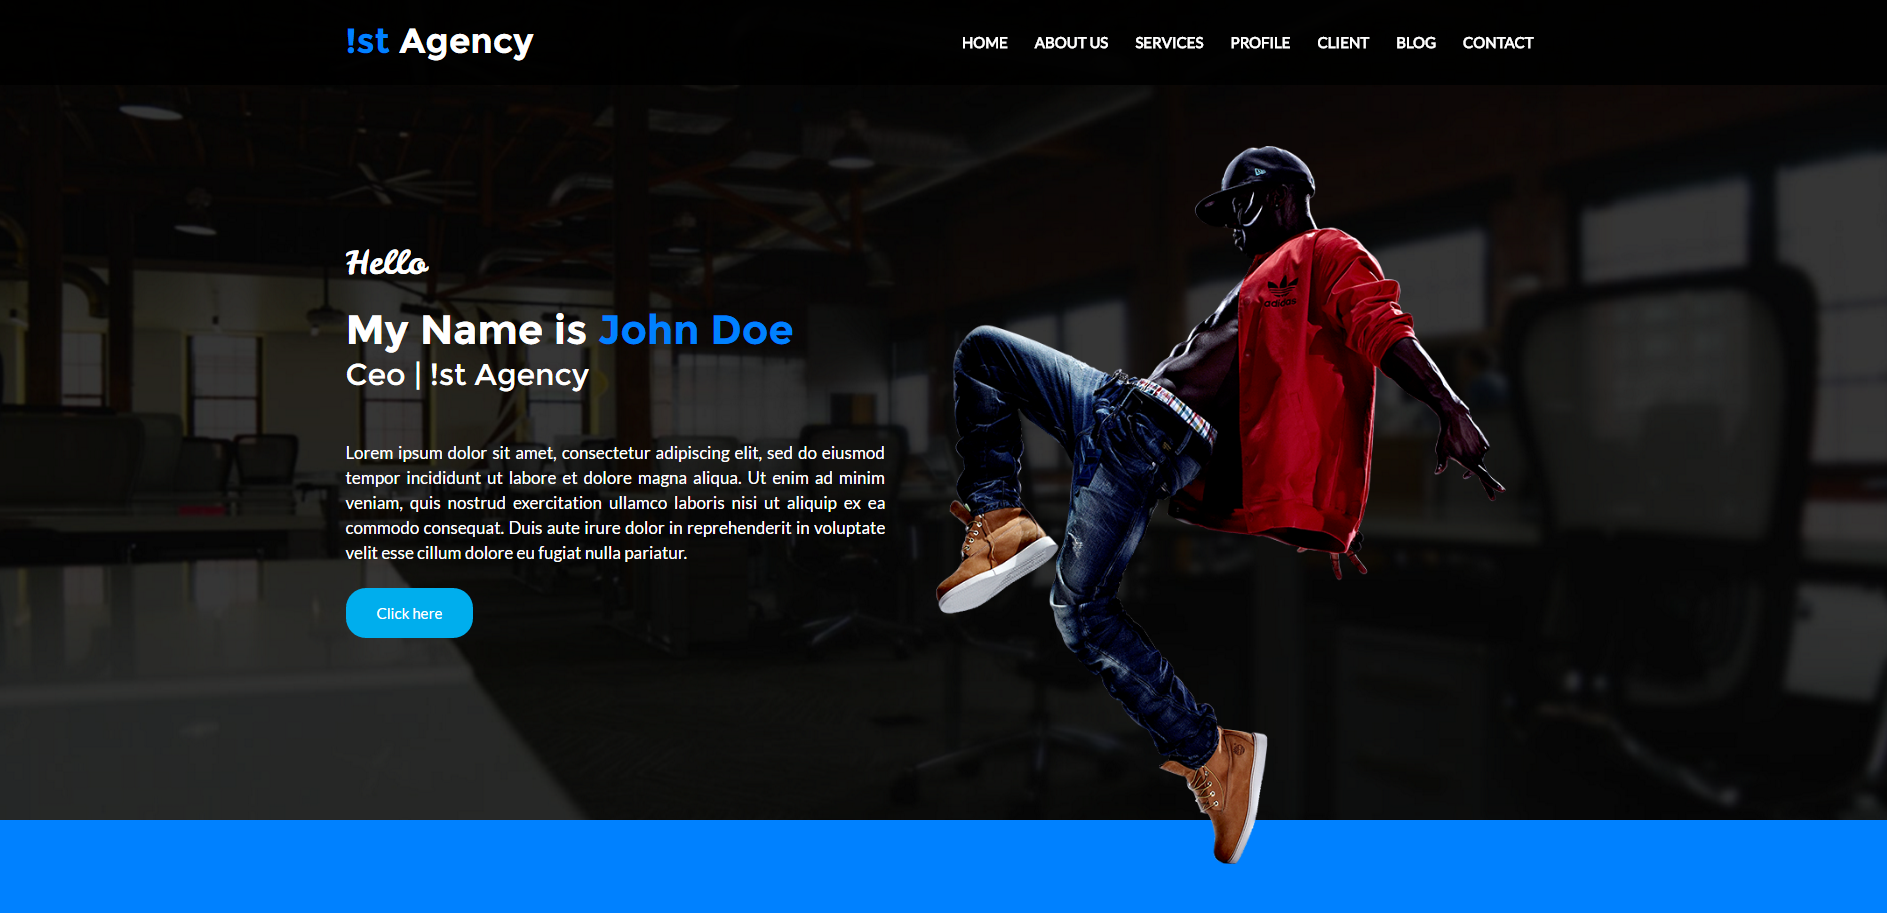 !st Agency
HOME ABOUT US SERVICES PROFILE CLIENT BLOG CONTACT
Hello
My Name is John Doe
Ceo | !st Agency
Lorem ipsum dolor sit amet, consectetur adipiscing elit, sed do eiusmod
tempor incididunt ut labore et dolore magna aliqua. Ut enim ad minim
veniam, quis nostrud exercitation ullamco laboris nisi ut aliquip ex ea
commodo consequat. Duis aute irure dolor in reprehenderit in voluptate
velit esse cillum dolore eu fugiat nulla pariatur.
Click here
adidas